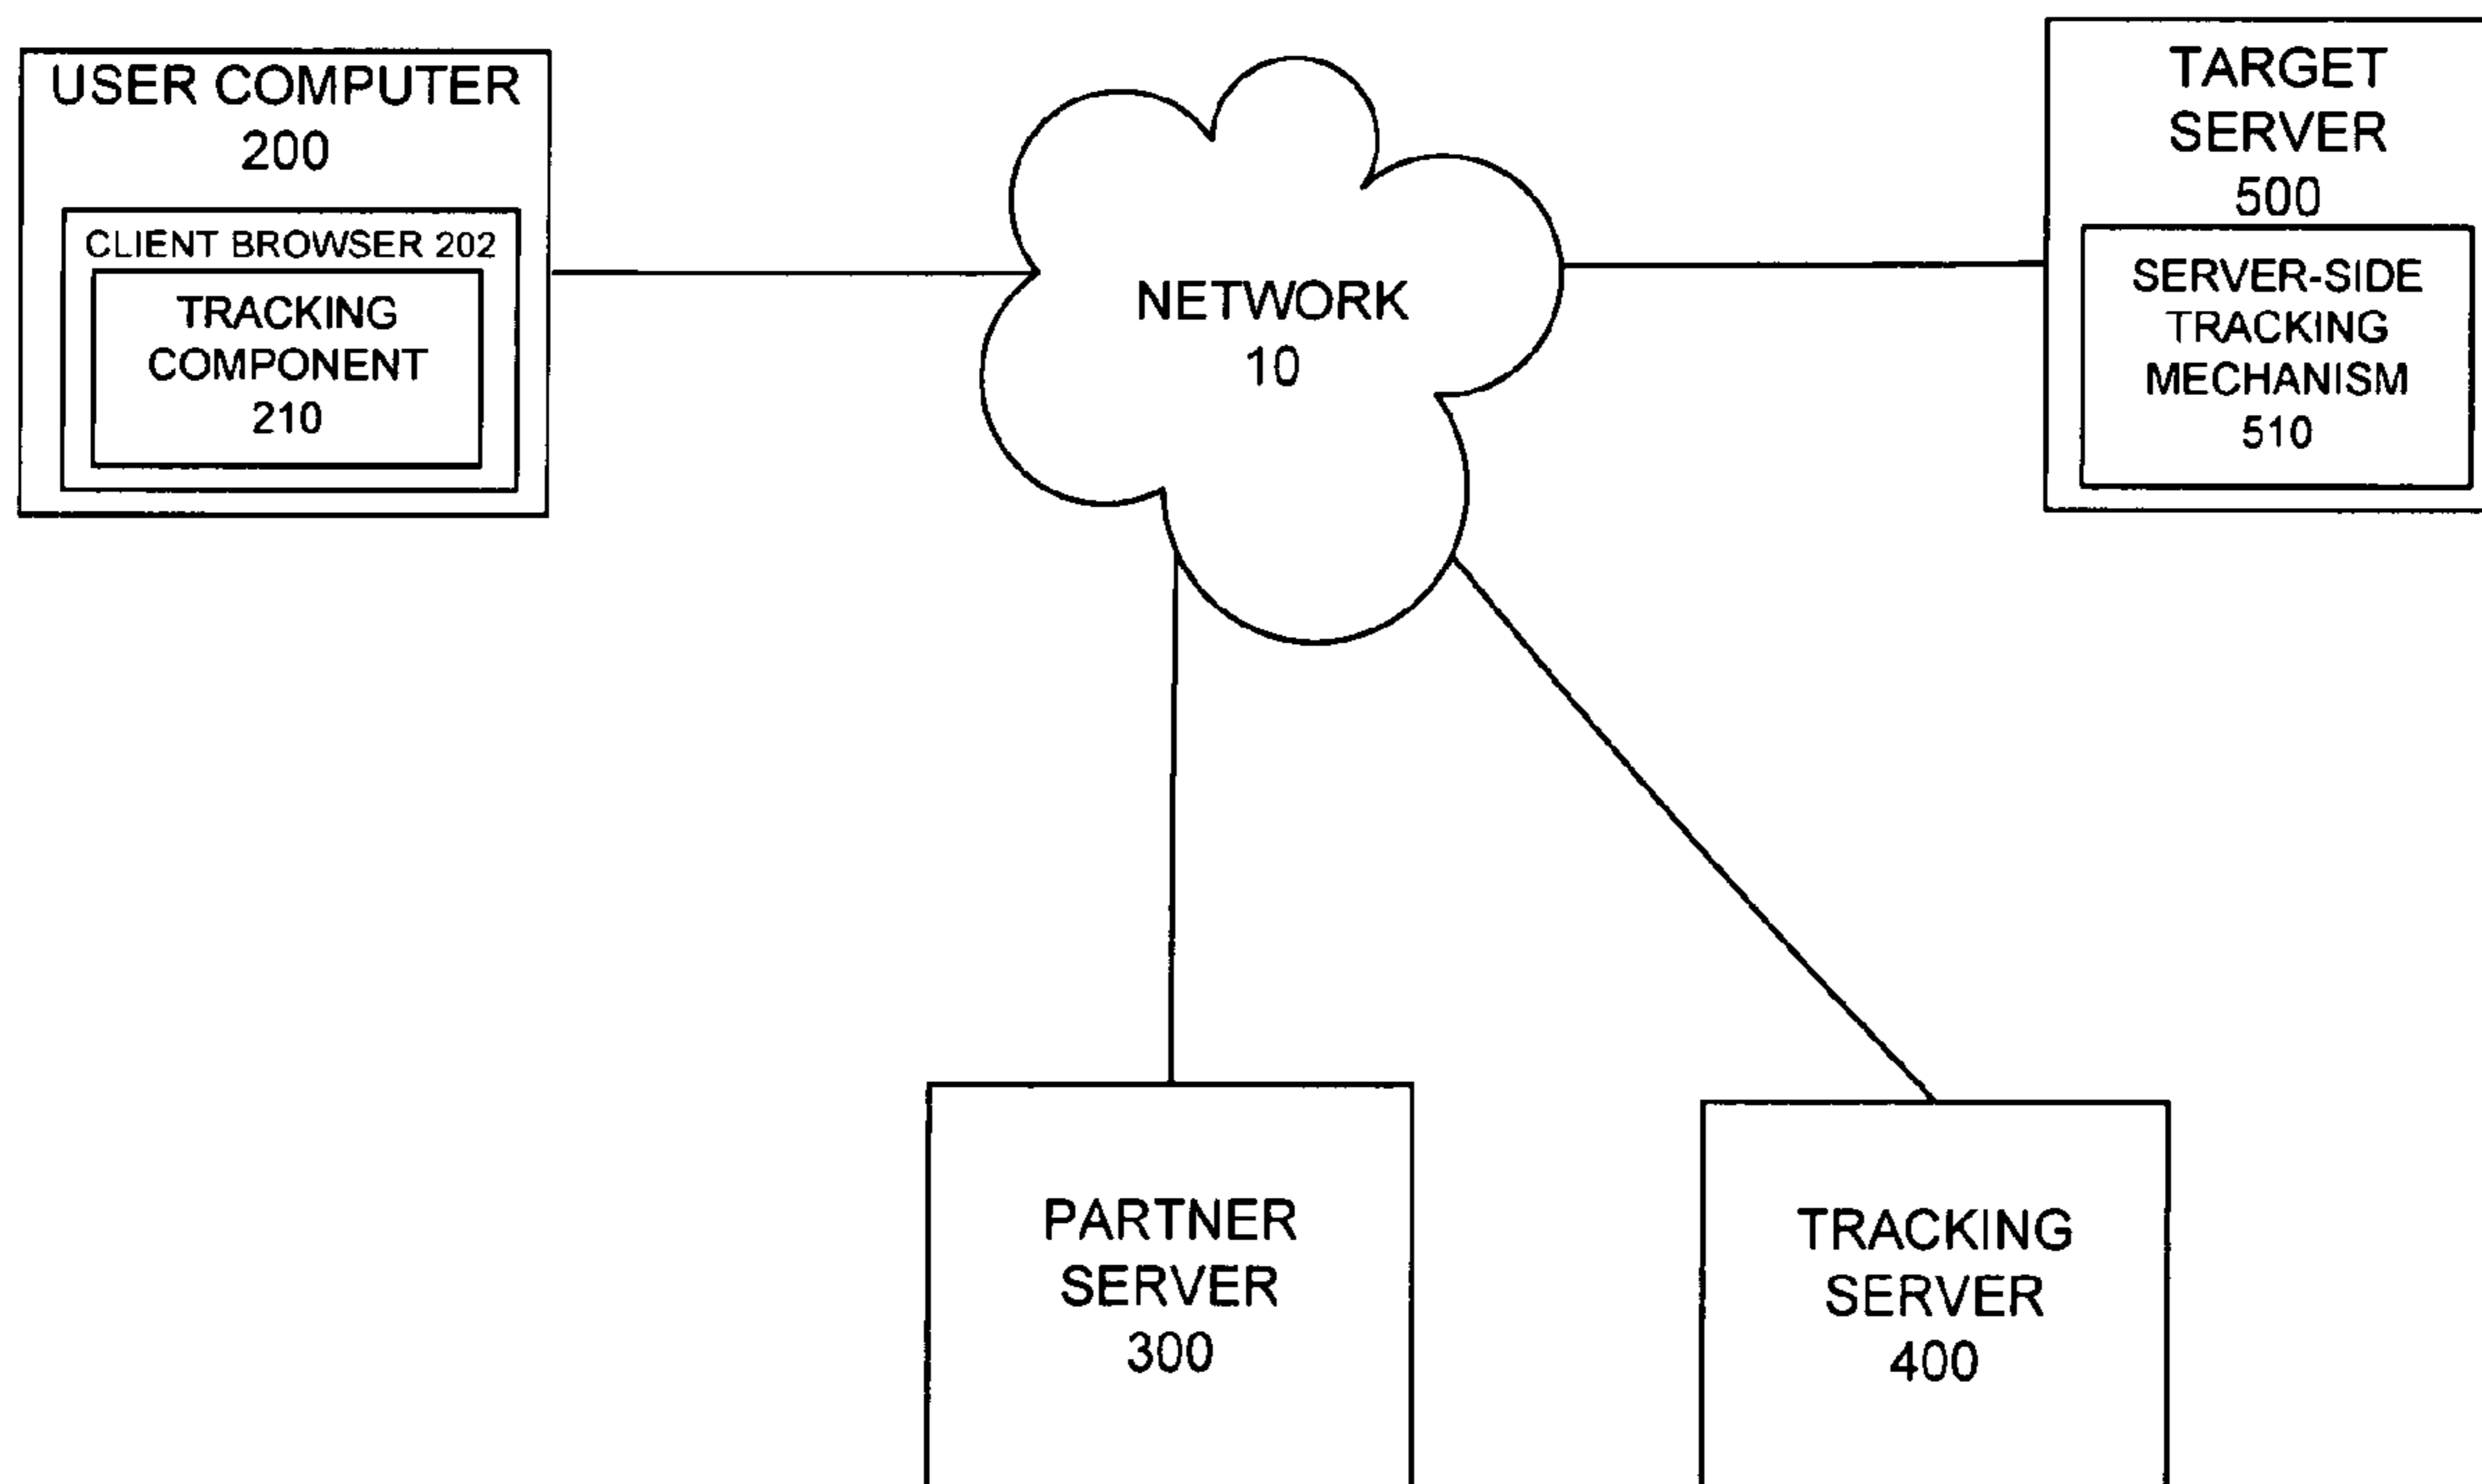 USER COMPUTER
200
CLIENT BROWSER 202
TRACKING
COMPONENT
210
NETWORK
10
TARGET
SERVER
500
SERVER-SIDE
TRACKING
MECHANISM
510
PARTNER
SERVER
300
TRACKING
SERVER
400